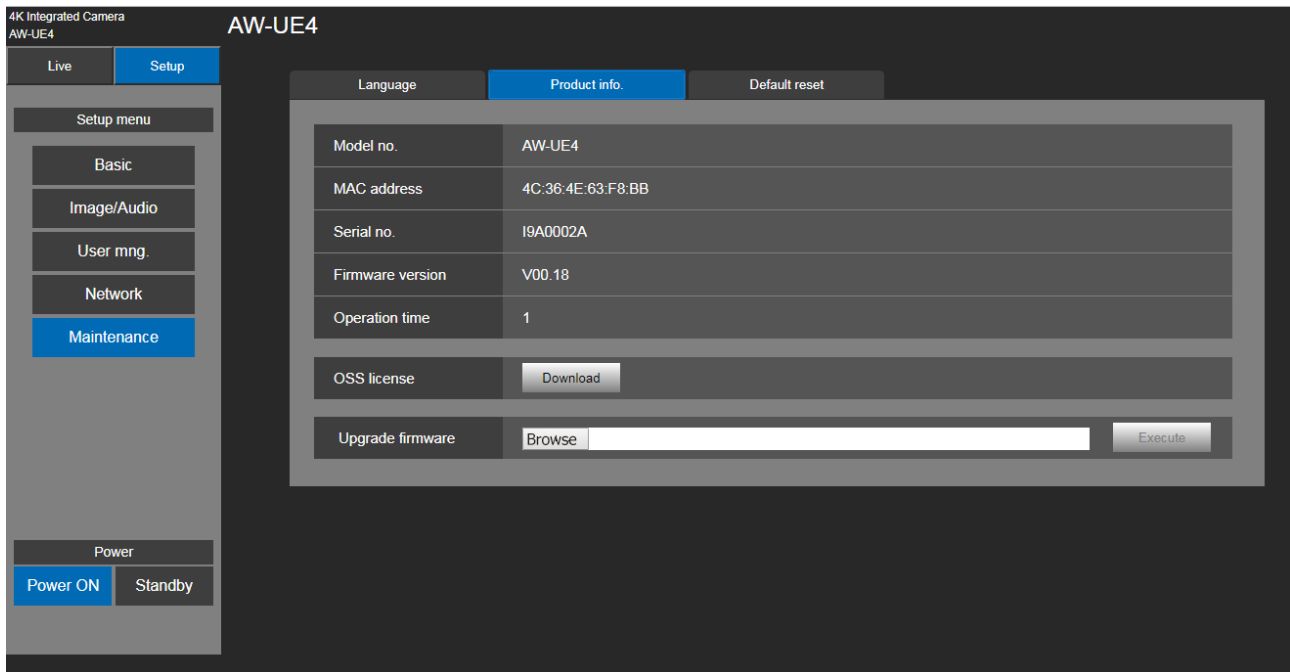 4K Integrated Camera
AW-UE4
AW-UE4
Live Setup
Setup menu
Basic
Image/Audio
User mng.
Network
Maintenance
Power
Power ON Standby
Language Product info. Default reset
Model no. AW-UE4
MAC address 4C:36:4E:63:F8:BB
Serial no. I9A0002A
Firmware version V00.18
Operation time 1
OSS license Download
Upgrade firmware Browse Execute